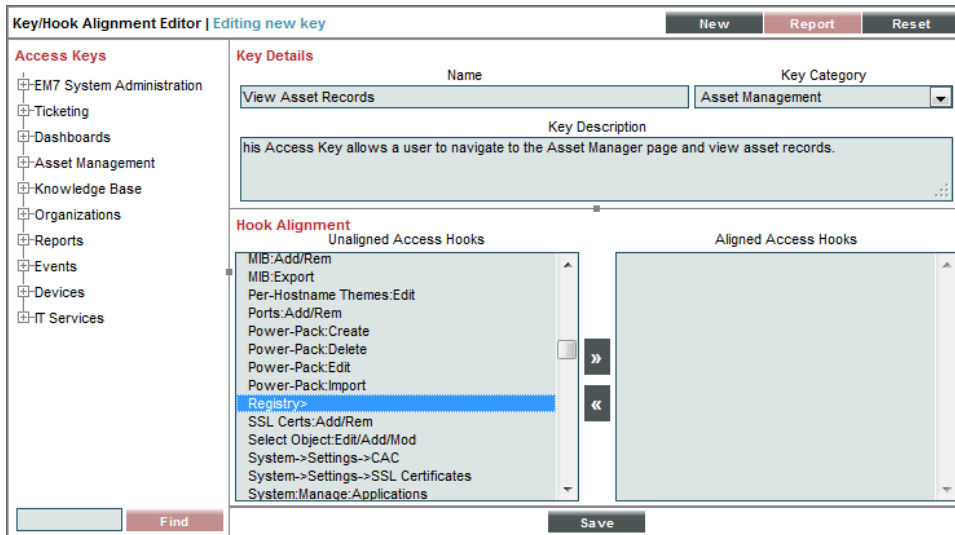 Key/Hook Alignment Editor | Editing new key
New
Report
Reset
Access Keys
EM7 System Administration
Ticketing
Dashboards
Asset Management
Knowledge Base
Organizations
Reports
Events
Devices
IT Services
Find
Key Details
Name
Key Category
View Asset Records
Asset Management
Key Description
his Access Key allows a user to navigate to the Asset Manager page and view asset records.
Hook Alignment
Unaligned Access Hooks
Aligned Access Hooks
MIB:Add/Rem
MIB:Export
Per-Hostname Themes:Edit
Ports:Add/Rem
Power-Pack:Create
Power-Pack:Delete
Power-Pack:Edit
Power-Pack:Import
Registry>
SSL Certs:Add/Rem
Select Object:Edit/Add/Mod
System->Settings->CAC
System->Settings->SSL Certificates
System:Manage:Applications
»
«
Save